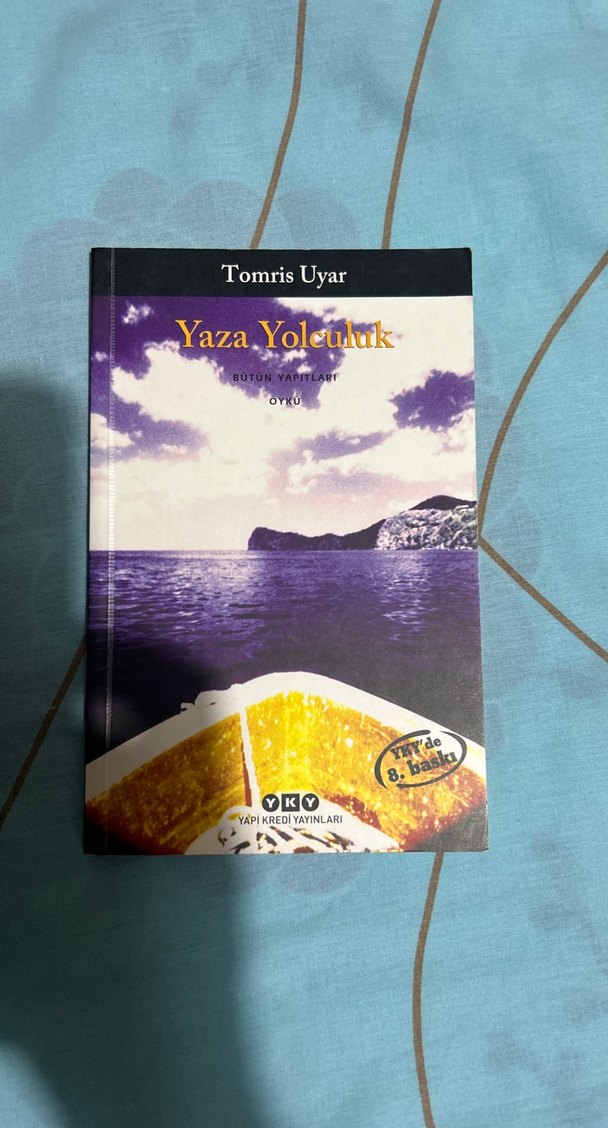 Tomris Uyar
Yaza Yolculuk
BÜTÜN YAPITLARI
ÖYKÜ
YKY'de
8. baskı
YKY
YAPI KREDİ YAYINLARI